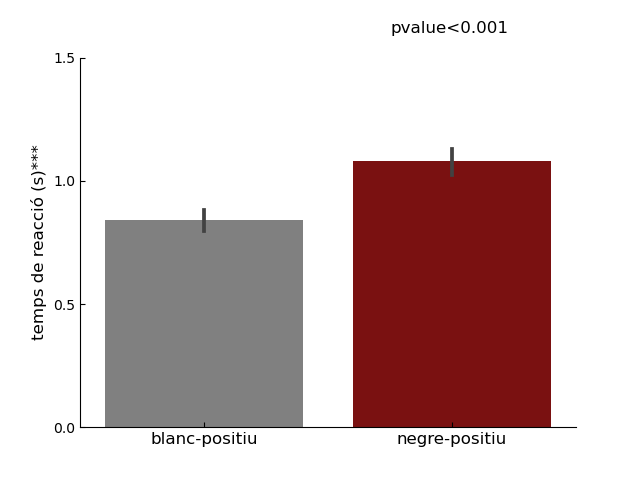 pvalue<0.001
temps de reacció (s)***
1.5
1.0
0.5
0.0
blanc-positiu
negre-positiu